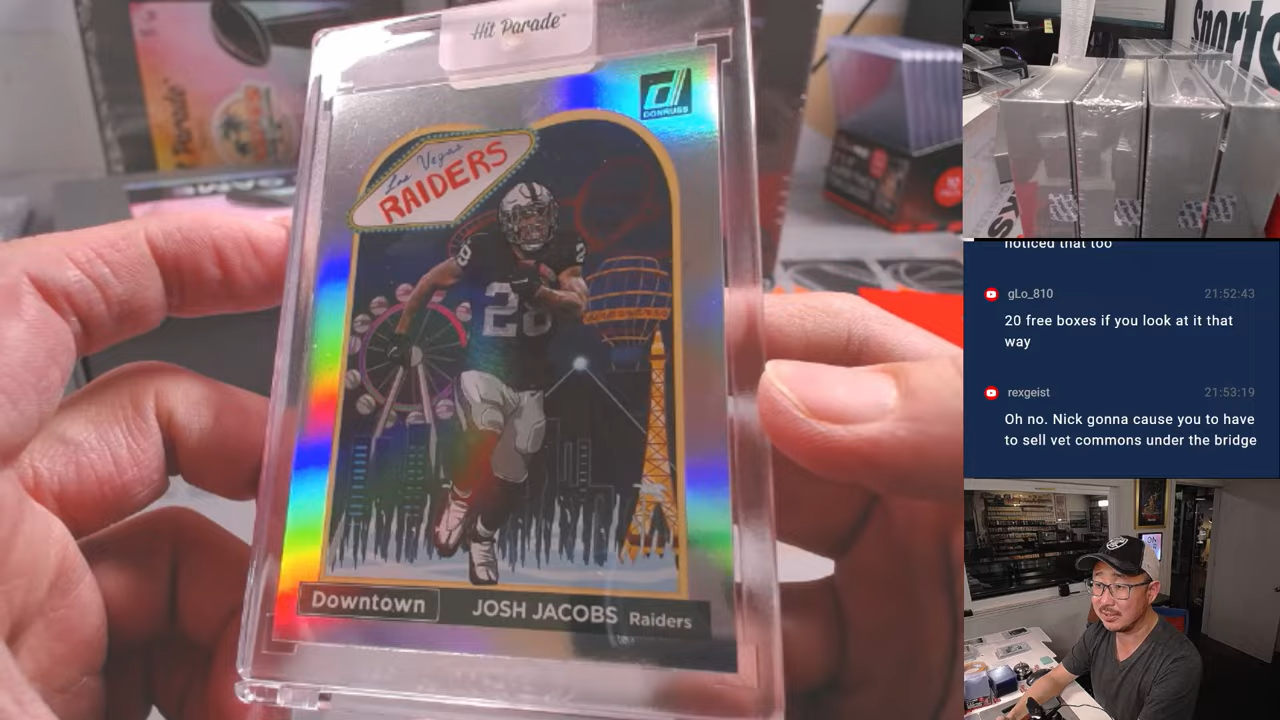 Hit Parade
DONRUSS
Las Vegas
RAIDERS
28
28
Downtown
JOSH JACOBS Raiders
Sports
noticed that too
gLo_810 21:52:43
20 free boxes if you look at it that
way
rexgeist 21:53:19
Oh no. Nick gonna cause you to have
to sell vet commons under the bridge